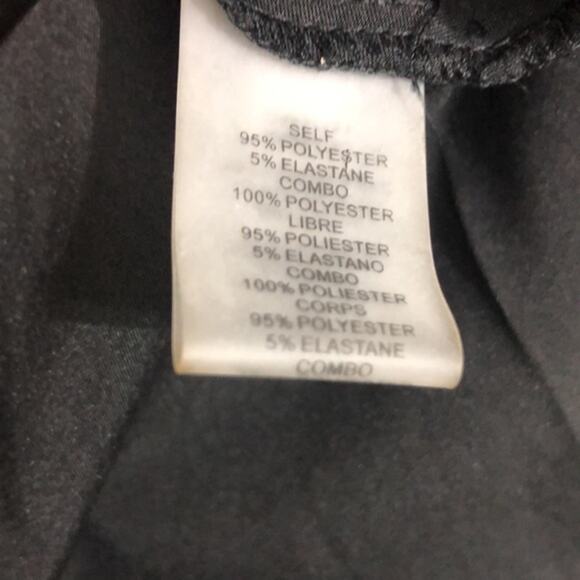 SELF
95% POLYESTER
5% ELASTANE
COMBO
100% POLYESTER
LIBRE
95% POLIESTER
5% ELASTANO
COMBO
100% POLIESTER
CORPS
95% POLYESTER
5% ELASTANE
COMBO